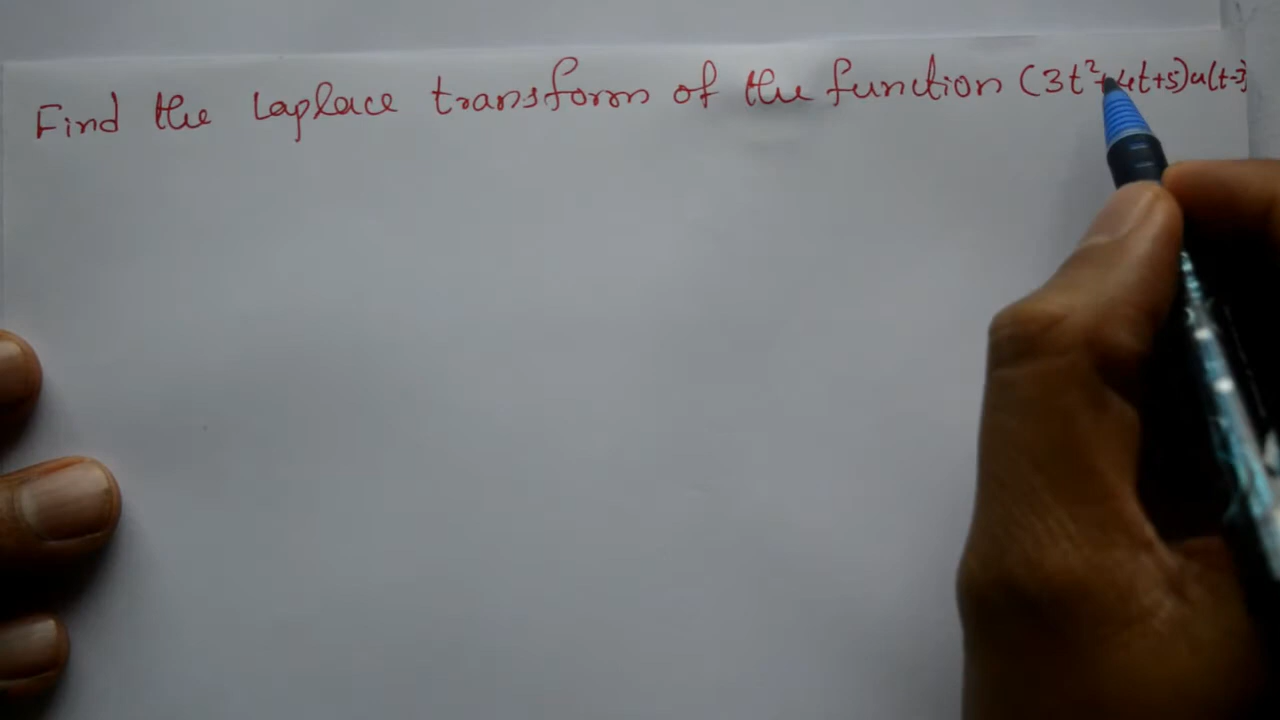 Find the Laplace transform of the function (3t²+4t+5)u(t-3)